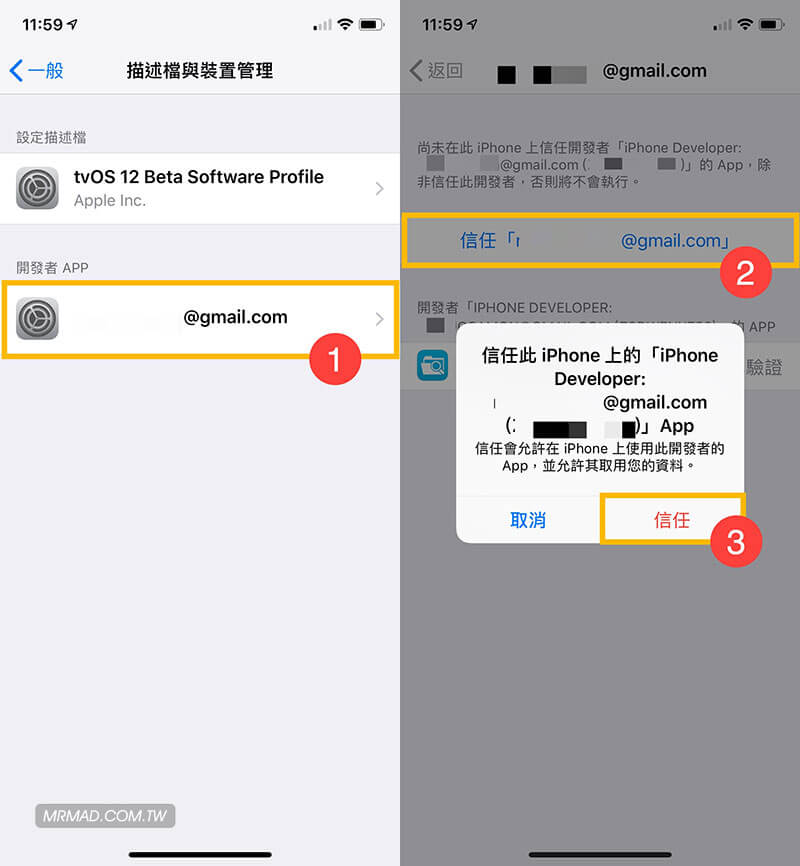 11:59
一般
描述檔與裝置管理
設定描述檔
tvOS 12 Beta Software Profile
Apple Inc.
開發者 APP
@gmail.com
1
MRMAD.COM.TW
11:59
返回
@gmail.com
尚未在此 iPhone 上信任開發者「iPhone Developer:
@gmail.com ( )」的 App，除
非信任此開發者，否則將不會執行。
信任「r @gmail.com」
2
開發者「IPHONE DEVELOPER:
的 APP
驗證
信任此 iPhone 上的「iPhone
Developer:
@gmail.com
( )」App
信任會允許在 iPhone 上使用此開發者的
App，並允許其取用您的資料。
取消
信任
3